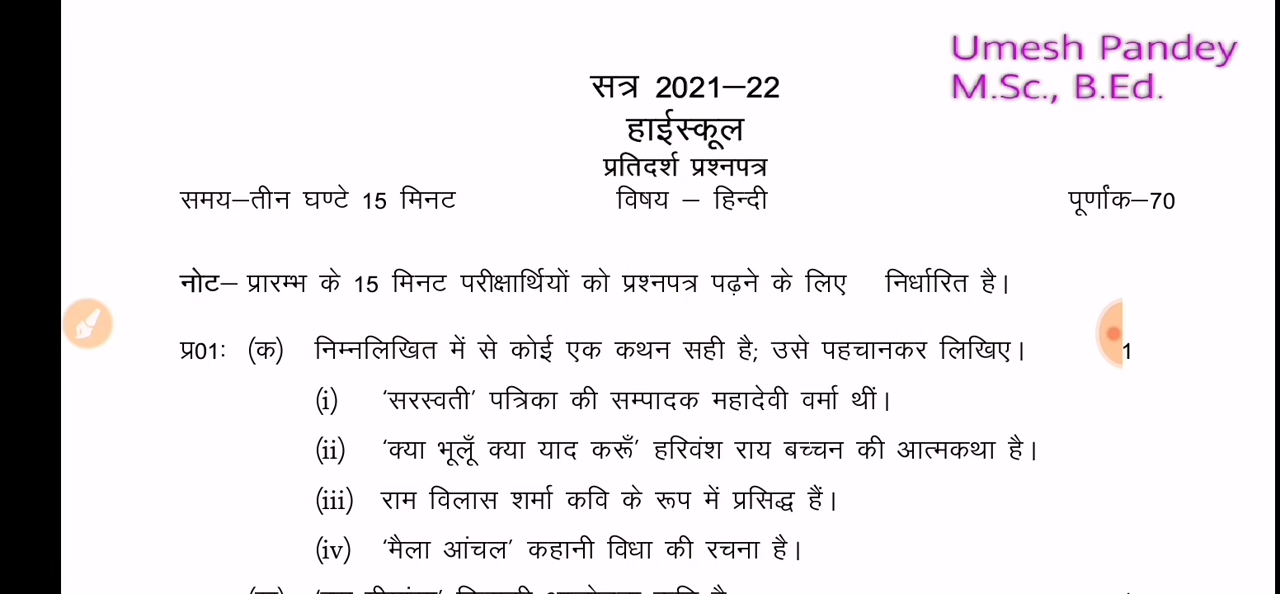 Umesh Pandey
M.Sc., B.Ed.
सत्र 2021–22
हाईस्कूल
प्रतिदर्श प्रश्नपत्र
समय–तीन घण्टे 15 मिनट विषय – हिन्दी पूर्णांक–70
नोट– प्रारम्भ के 15 मिनट परीक्षार्थियों को प्रश्नपत्र पढ़ने के लिए निर्धारित है।
प्र01: (क) निम्नलिखित में से कोई एक कथन सही है; उसे पहचानकर लिखिए। 1
(i) ‘सरस्वती’ पत्रिका की सम्पादक महादेवी वर्मा थीं।
(ii) ‘क्या भूलूँ क्या याद करूँ’ हरिवंश राय बच्चन की आत्मकथा है।
(iii) राम विलास शर्मा कवि के रूप में प्रसिद्ध हैं।
(iv) ‘मैला आंचल’ कहानी विधा की रचना है।